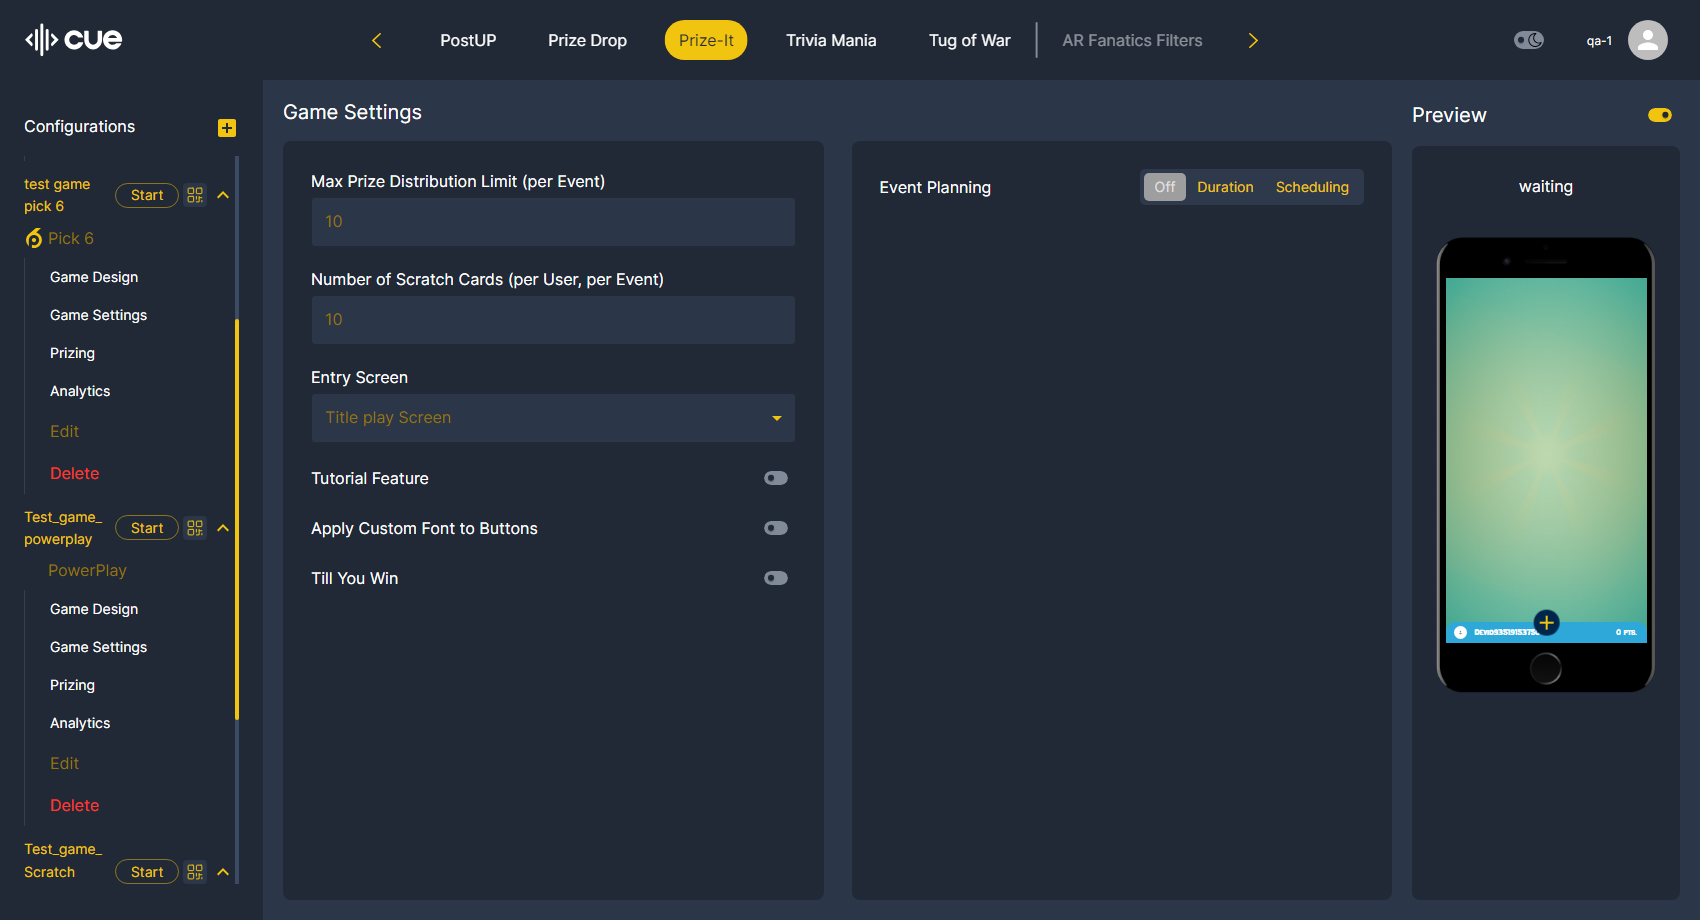 cue
PostUP
Prize Drop
Prize-It
Trivia Mania
Tug of War
AR Fanatics Filters
qa-1
Configurations
test game
pick 6
Start
Pick 6
Game Design
Game Settings
Prizing
Analytics
Edit
Delete
Test_game_
powerplay
Start
PowerPlay
Game Design
Game Settings
Prizing
Analytics
Edit
Delete
Test_game_
Scratch
Start
Game Settings
Max Prize Distribution Limit (per Event)
10
Number of Scratch Cards (per User, per Event)
10
Entry Screen
Title play Screen
Tutorial Feature
Apply Custom Font to Buttons
Till You Win
Event Planning
Off
Duration
Scheduling
Preview
waiting
0 PTS.